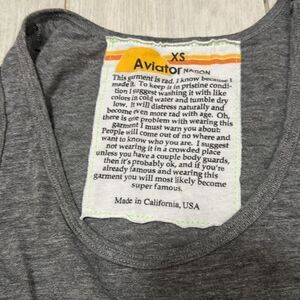 XS
Aviator NATION
This garment is rad. I know because I
made it. To keep it in pristine condi-
tion I suggest washing it with like
colors in cold water and tumble dry
low. It will distress naturally and
become even more rad with age. Oh,
there is one problem with wearing this
garment I must warn you about:
People will come out of no where and
want to know who you are. I suggest
not wearing it in a crowded place
unless you have a couple body guards,
then it's probably ok, and if you're
already famous and wearing this
garment you will most likely become
super famous.
Made in California, USA